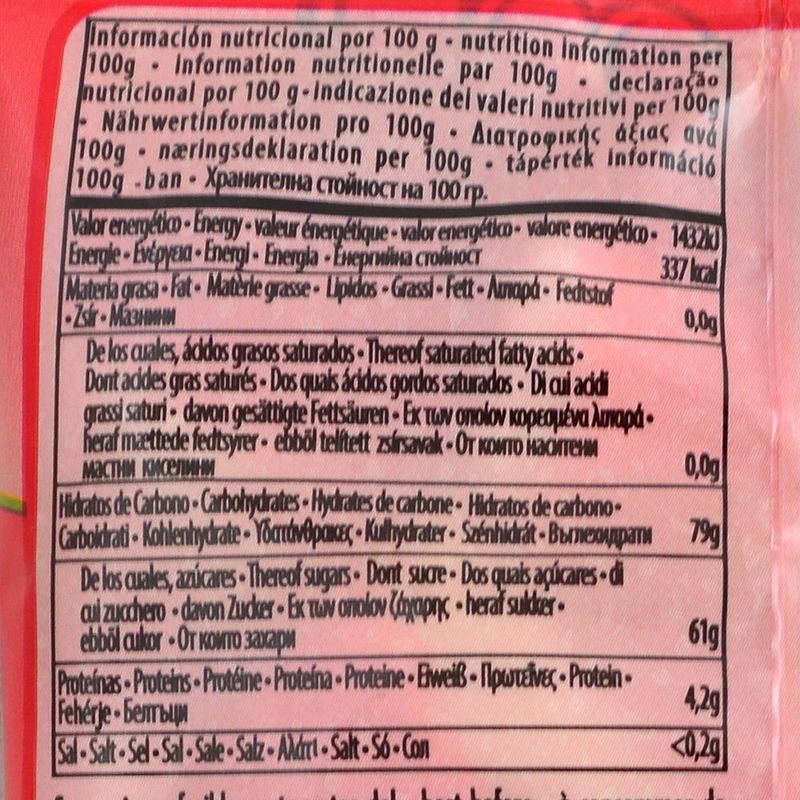 Información nutricional por 100 g - nutrition information per
100g • information nutritionelle par 100g • declaração
nutricional por 100 g-indicazione dei valeri nutritivi per 100g
• Nährwertinformation pro 100g • Διατροφικής άξιας ανά
100g • næringsdeklaration per 100g • tápérték információ
100g -ban • Хранителна стойност на 100 гр.
Valor energético • Energy • valeur énergétique • valor energético • valore energético • 1432kJ
Energie • Ενέργεια • Energi • Energia • Енергийна стойност 337 kcal
Materia grasa • Fat • Matèrie grasse • Lipidos • Grassi • Fett • Λιπαρά • Fedtstof
• Zsír • Мазнини 0,0g
De los cuales, ácidos grasos saturados • Thereof saturated fatty acids •
Dont acides gras saturés • Dos quais ácidos gordos saturados • Di cui acidi
grassi saturi • davon gesättigte Fettsäuren • Εκ των οποίον κορεσμένα λιπαρά •
heraf mættede fedtsyrer • ebböl telített zsírsavak • От които наситени
мастни киселини 0,0g
Hidratos de Carbono • Carbohydrates • Hydrates de carbone • Hidratos de carbono •
Carboidrati • Kohlenhydrate • Υδατάνθρακες • Kulhydrater • Szénhidrát • Въглехидрати 79g
De los cuales, azúcares • Thereof sugars • Dont sucre • Dos quais açúcares • di
cui zucchero • davon Zucker • Εκ των οποίον ζάχαρης • heraf sukker •
ebböl cukor • От които захари 61g
Proteínas • Proteins • Protéine • Proteína • Proteine • Eiweiß • Πρωτεΐνες • Protein •
Fehérje • Белтъци 4,2g
Sal • Salt • Sel • Sal • Sale • Salz • Αλάτι • Salt • Só • Сол <0,2g